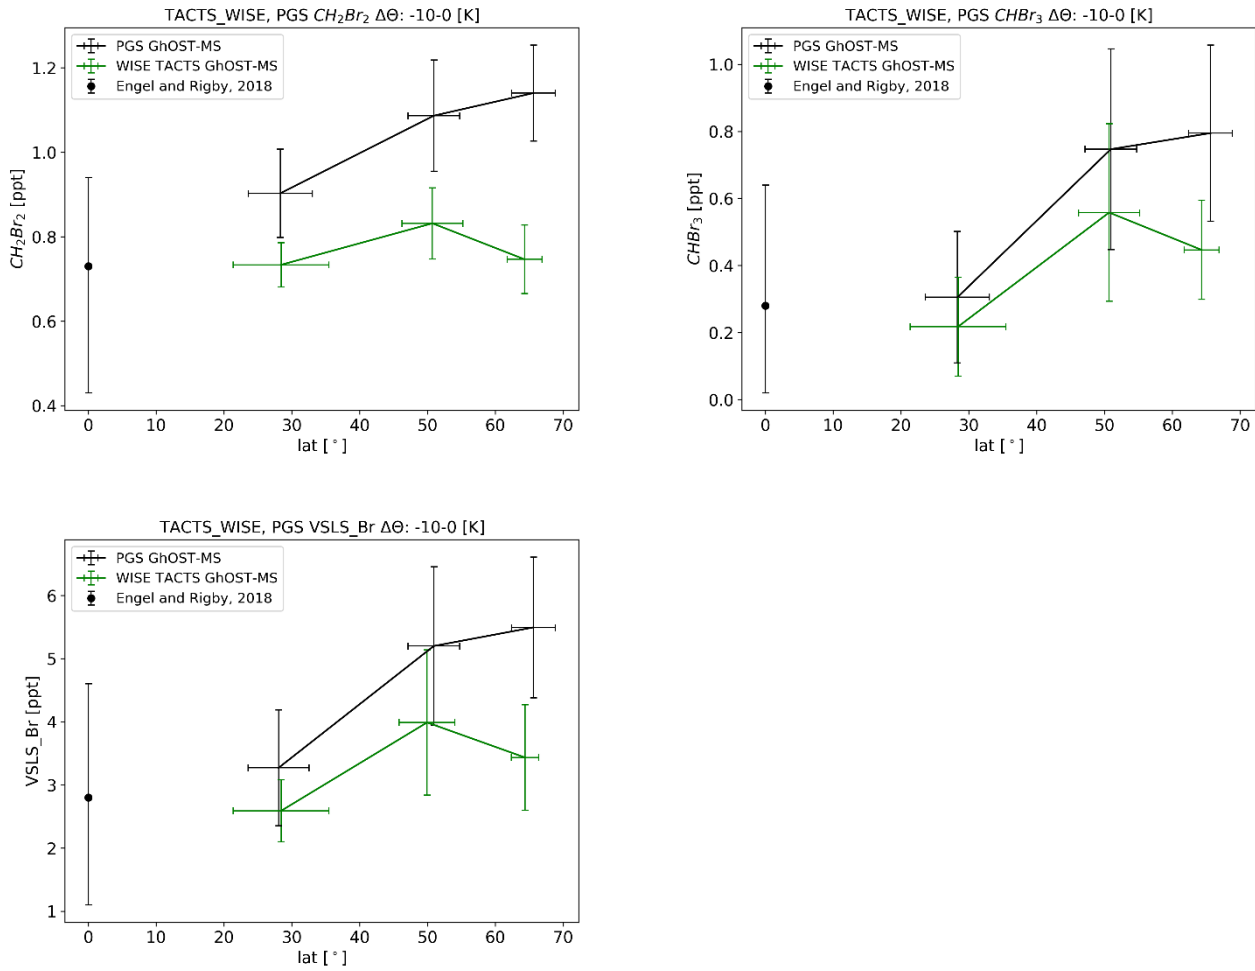 TACTS_WISE, PGS CH₂Br₂ ΔΘ: -10-0 [K]
PGS GhOST-MS
WISE TACTS GhOST-MS
Engel and Rigby, 2018
1.2
1.0
0.8
0.6
0.4
CH₂Br₂ [ppt]
0 10 20 30 40 50 60 70
lat [°]
TACTS_WISE, PGS CHBr₃ ΔΘ: -10-0 [K]
PGS GhOST-MS
WISE TACTS GhOST-MS
Engel and Rigby, 2018
1.0
0.8
0.6
0.4
0.2
0.0
CHBr₃ [ppt]
0 10 20 30 40 50 60 70
lat [°]
TACTS_WISE, PGS VSLS_Br ΔΘ: -10-0 [K]
PGS GhOST-MS
WISE TACTS GhOST-MS
Engel and Rigby, 2018
6
5
4
3
2
1
VSLS_Br [ppt]
0 10 20 30 40 50 60 70
lat [°]